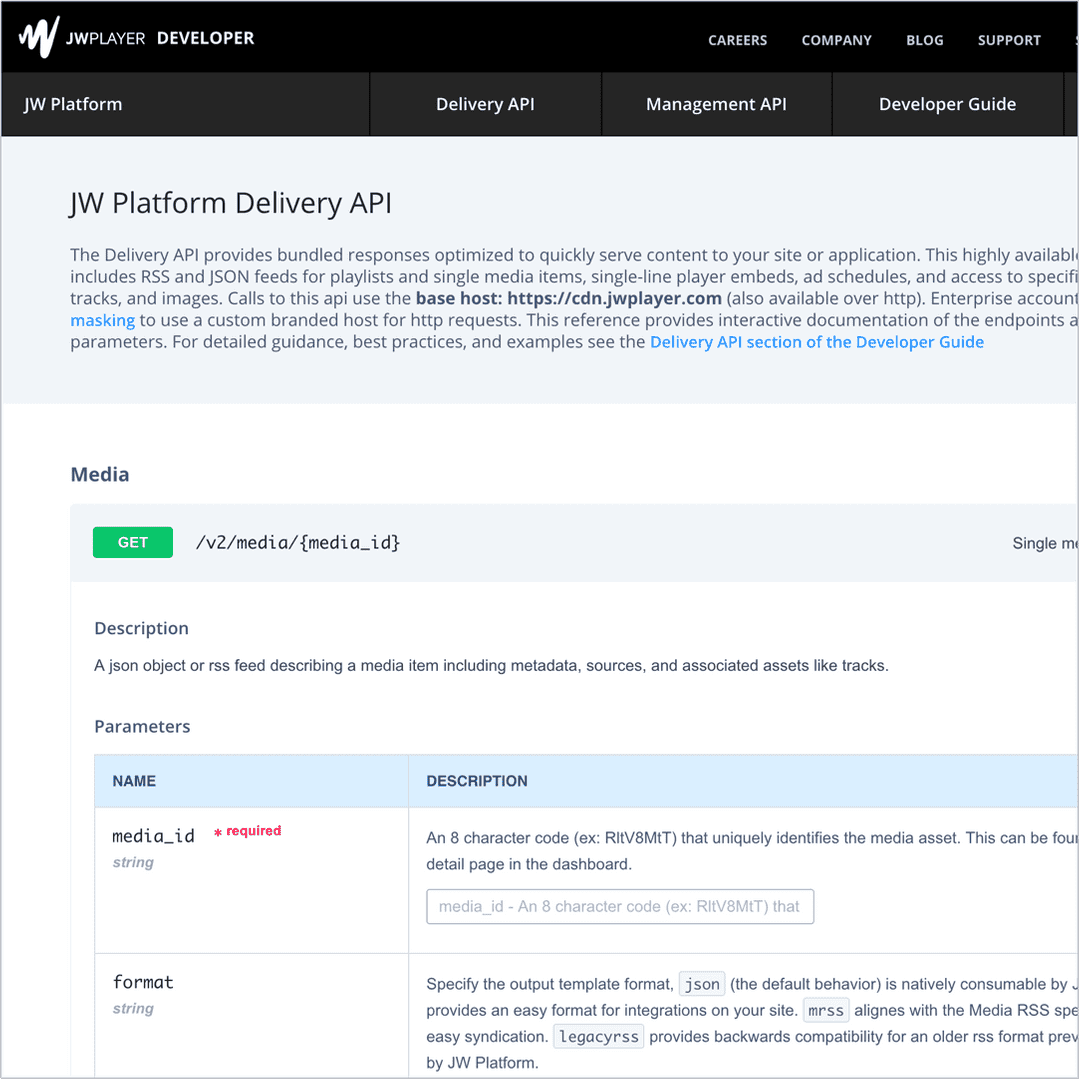 JWPLAYER DEVELOPER
CAREERS COMPANY BLOG SUPPORT
JW Platform Delivery API Management API Developer Guide
JW Platform Delivery API
The Delivery API provides bundled responses optimized to quickly serve content to your site or application. This highly available
includes RSS and JSON feeds for playlists and single media items, single-line player embeds, ad schedules, and access to specifi
tracks, and images. Calls to this api use the base host: https://cdn.jwplayer.com (also available over http). Enterprise account
masking to use a custom branded host for http requests. This reference provides interactive documentation of the endpoints a
parameters. For detailed guidance, best practices, and examples see the Delivery API section of the Developer Guide
Media
GET /v2/media/{media_id} Single me
Description
A json object or rss feed describing a media item including metadata, sources, and associated assets like tracks.
Parameters
NAME DESCRIPTION
media_id * required
string
An 8 character code (ex: RltV8MtT) that uniquely identifies the media asset. This can be fou
detail page in the dashboard.
media_id - An 8 character code (ex: RltV8MtT) that
format
string
Specify the output template format, json (the default behavior) is natively consumable by J
provides an easy format for integrations on your site. mrss alignes with the Media RSS spe
easy syndication. legacyrss provides backwards compatibility for an older rss format prev
by JW Platform.